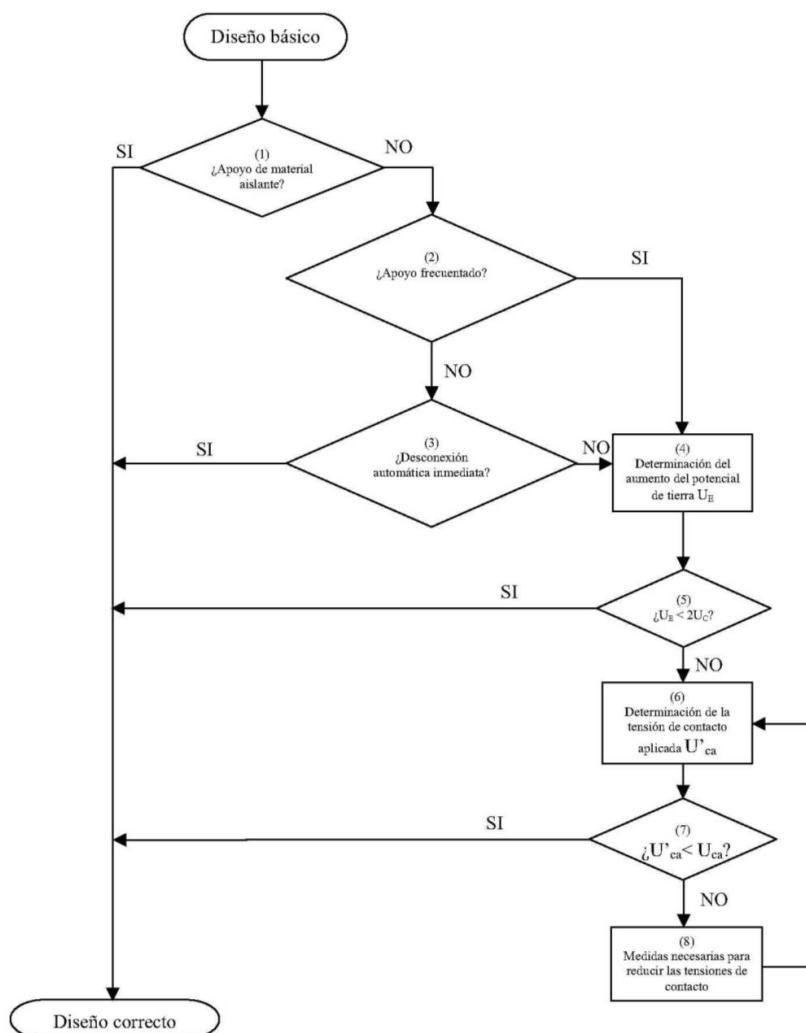 Diseño básico
SI
(1)
¿Apoyo de material
aislante?
NO
(2)
¿Apoyo frecuentado?
SI
NO
SI
(3)
¿Desconexión
automática inmediata?
NO
(4)
Determinación del
aumento del potencial
de tierra U_E
SI
(5)
¿U_E < 2U_C?
NO
(6)
Determinación de la
tensión de contacto
aplicada U'_ca
SI
(7)
¿U'_ca < U_ca?
NO
(8)
Medidas necesarias para
reducir las tensiones de
contacto
Diseño correcto